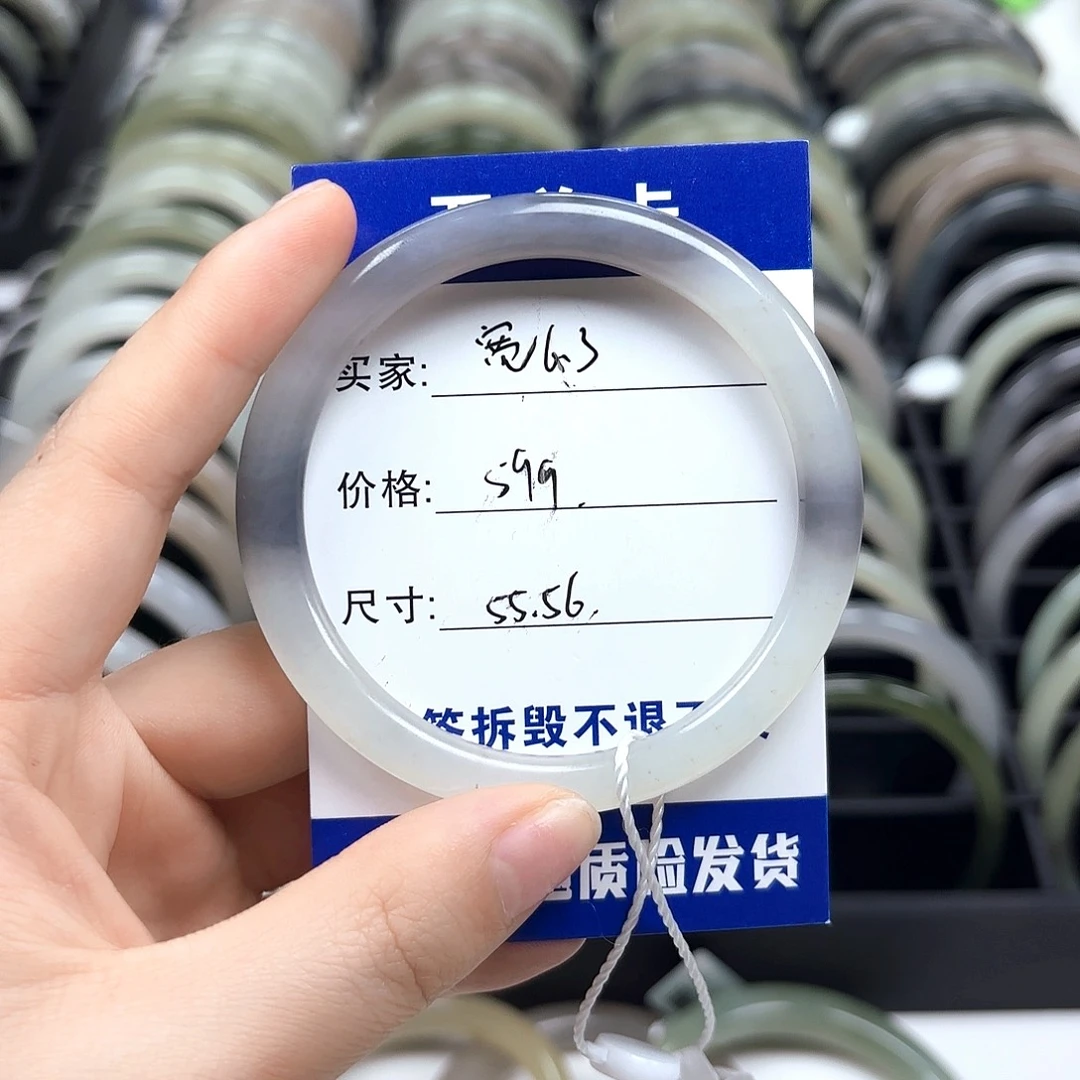 买家: 宽6.3
价格: 599.
尺寸: 55.56.
签拆毁不退
质检发货